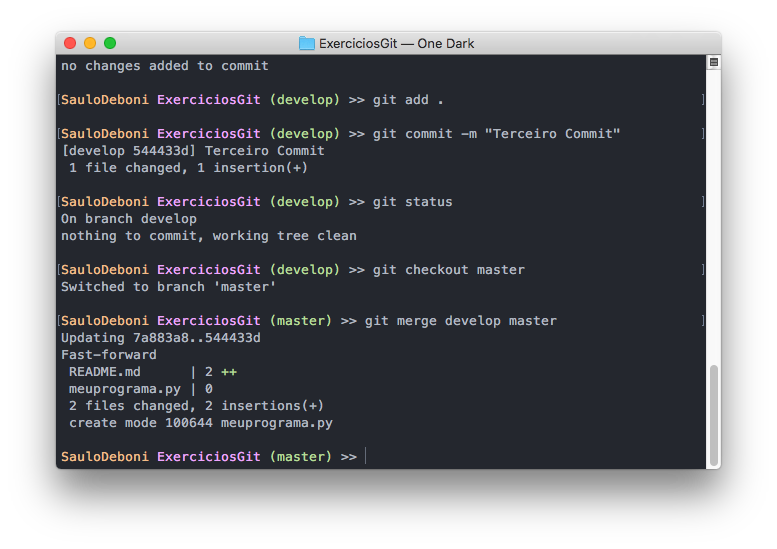 ExerciciosGit — One Dark
no changes added to commit
[SauloDeboni ExerciciosGit (develop) >> git add . ]
[SauloDeboni ExerciciosGit (develop) >> git commit -m "Terceiro Commit" ]
[develop 544433d] Terceiro Commit
 1 file changed, 1 insertion(+)
[SauloDeboni ExerciciosGit (develop) >> git status ]
On branch develop
nothing to commit, working tree clean
[SauloDeboni ExerciciosGit (develop) >> git checkout master ]
Switched to branch 'master'
[SauloDeboni ExerciciosGit (master) >> git merge develop master ]
Updating 7a883a8..544433d
Fast-forward
 README.md      | 2 ++
 meuprograma.py | 0
 2 files changed, 2 insertions(+)
 create mode 100644 meuprograma.py
SauloDeboni ExerciciosGit (master) >>